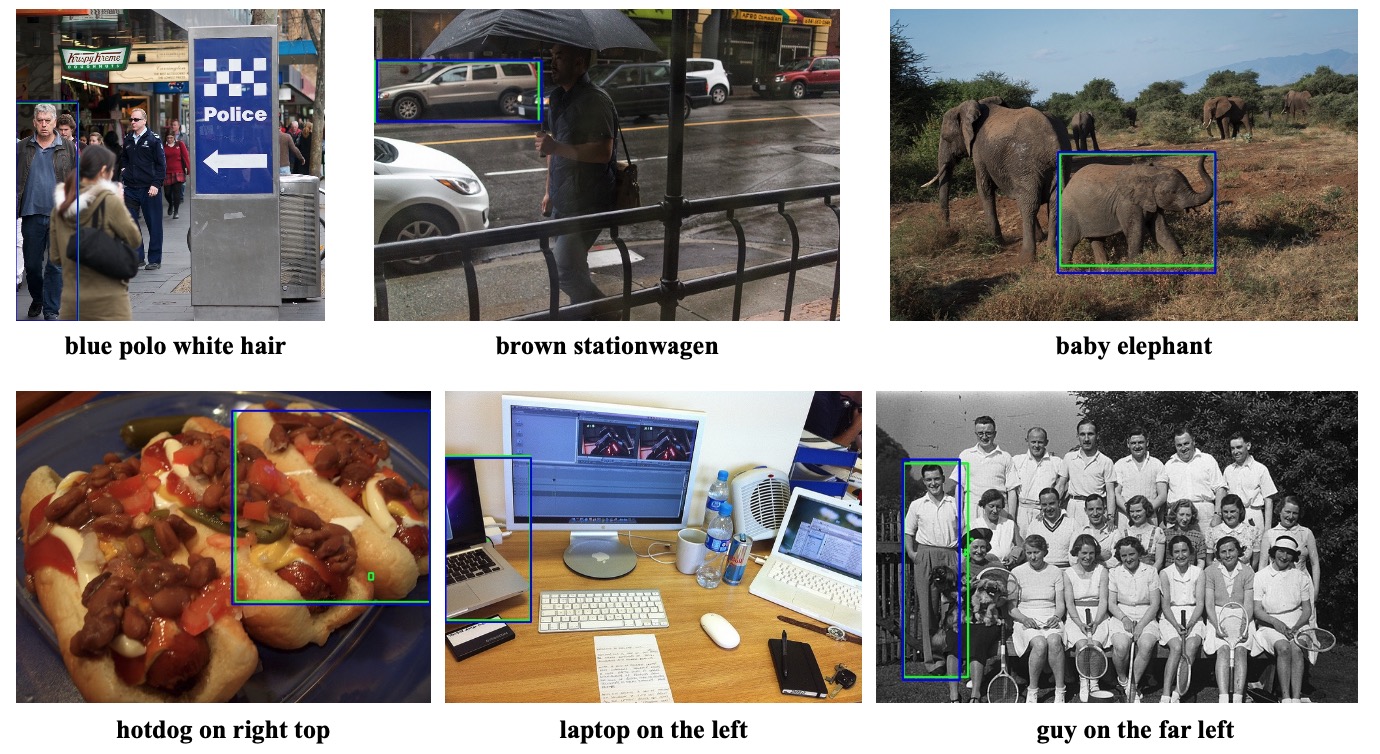 Krispy Kreme
DOUGHNUTS
Police
blue polo white hair
brown stationwagen
baby elephant
hotdog on right top
laptop on the left
guy on the far left